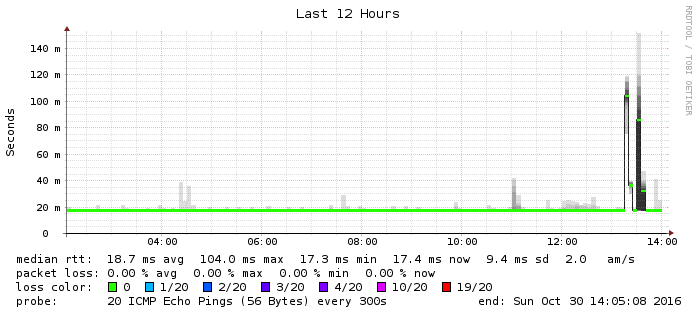 Last 12 Hours
RRDTOOL / TOBI OETIKER
Seconds
140 m
120 m
100 m
80 m
60 m
40 m
20 m
0
04:00 06:00 08:00 10:00 12:00 14:00
median rtt: 18.7 ms avg 104.0 ms max 17.3 ms min 17.4 ms now 9.4 ms sd 2.0 am/s
packet loss: 0.00 % avg 0.00 % max 0.00 % min 0.00 % now
loss color: 0 1/20 2/20 3/20 4/20 10/20 19/20
probe: 20 ICMP Echo Pings (56 Bytes) every 300s end: Sun Oct 30 14:05:08 2016